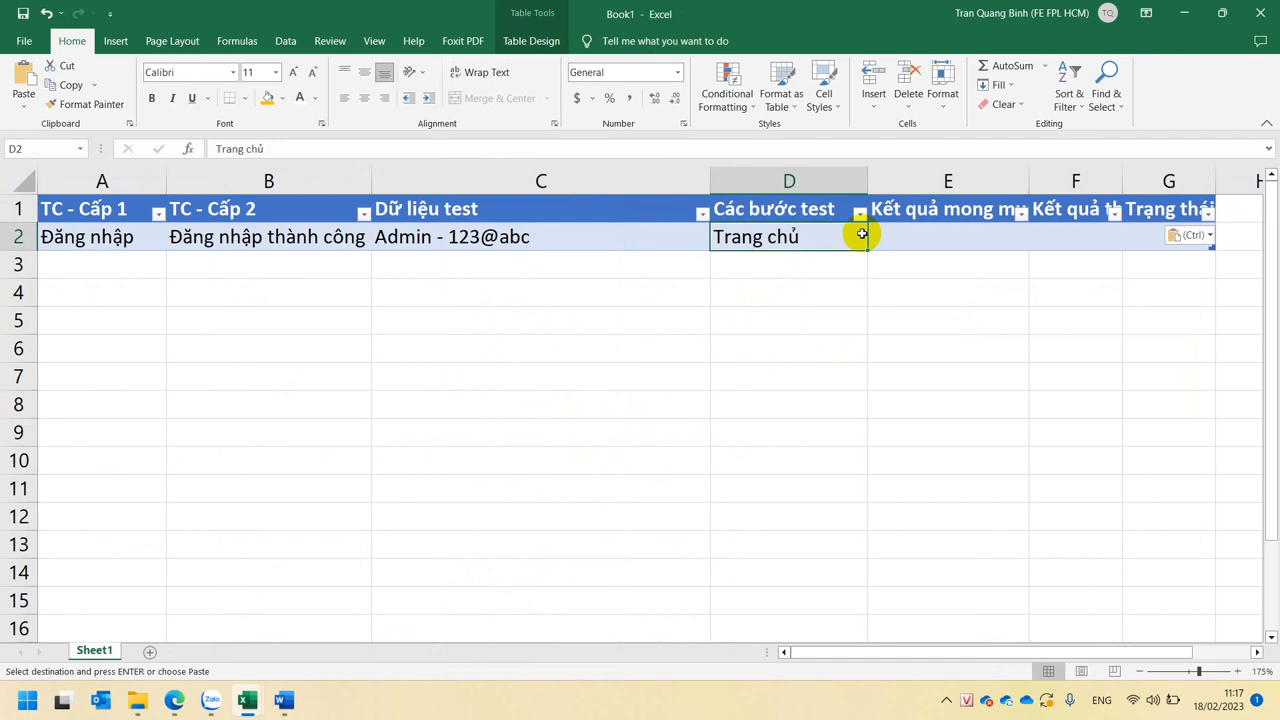 Table Tools
Book1 - Excel
Tran Quang Binh (FE FPL HCM)
TQ
File
Home
Insert
Page Layout
Formulas
Data
Review
View
Help
Foxit PDF
Table Design
Tell me what you want to do
Paste
Cut
Copy
Format Painter
Clipboard
Calibri
11
B I U
Font
Wrap Text
Merge & Center
Alignment
General
$ % ,
Number
Conditional Formatting
Format as Table
Cell Styles
Styles
Insert
Delete
Format
Cells
AutoSum
Fill
Clear
Sort & Filter
Find & Select
Editing
D2
fx
Trang chủ
A B C D E F G H
1 TC - Cấp 1 TC - Cấp 2 Dữ liệu test Các bước test Kết quả mong mu Kết quả th Trạng thái
2 Đăng nhập Đăng nhập thành công Admin - 123@abc Trang chủ (Ctrl)
3
4
5
6
7
8
9
10
11
12
13
14
15
16
Sheet1
Select destination and press ENTER or choose Paste
175%
Zalo
ENG
11:17
18/02/2023
1